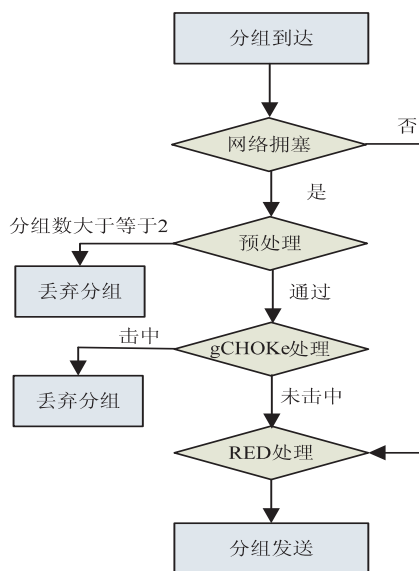 分组到达
网络拥塞
否
是
分组数大于等于2
预处理
丢弃分组
通过
击中
gCHOKe处理
丢弃分组
未击中
RED处理
分组发送